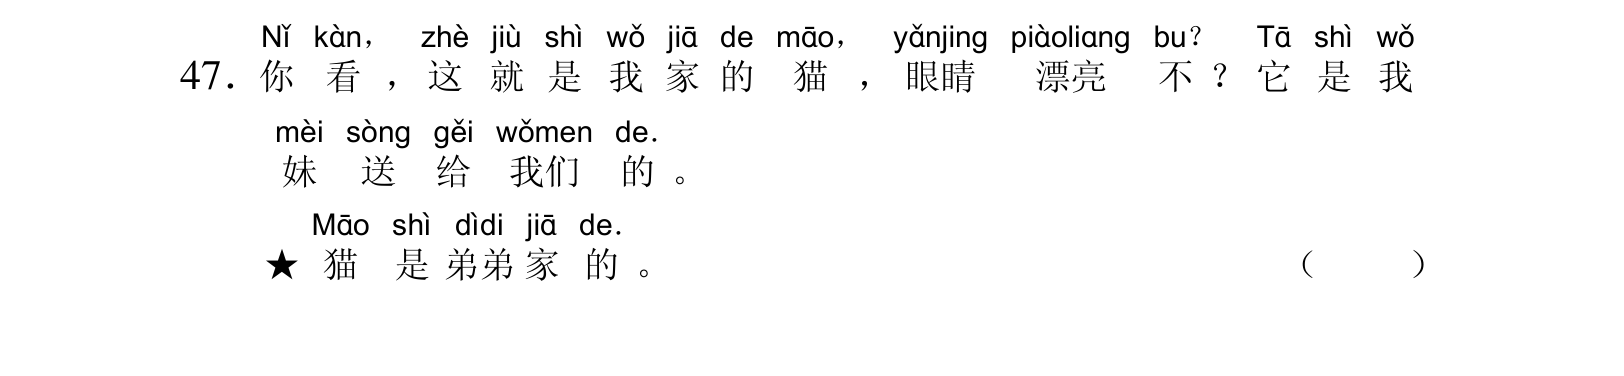 Nǐ kàn, zhè jiù shì wǒ jiā de māo, yǎnjing piàoliang bu? Tā shì wǒ
47. 你看，这就是我家的猫，眼睛漂亮不？它是我
mèi sòng gěi wǒmen de.
妹送给我们的。
Māo shì dìdi jiā de.
★ 猫是弟弟家的。（ ）